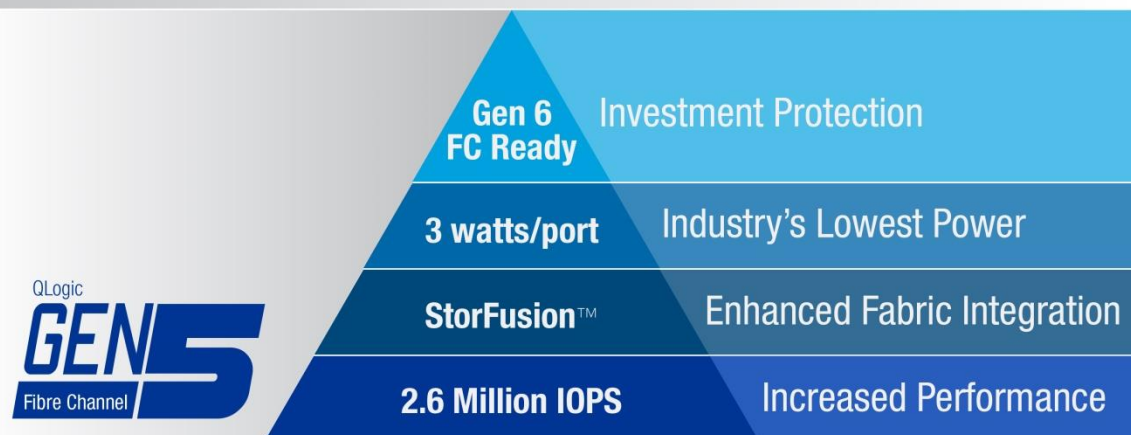 Gen 6
FC Ready
Investment Protection
3 watts/port
Industry's Lowest Power
StorFusion™
Enhanced Fabric Integration
2.6 Million IOPS
Increased Performance
QLogic
GEN5
Fibre Channel